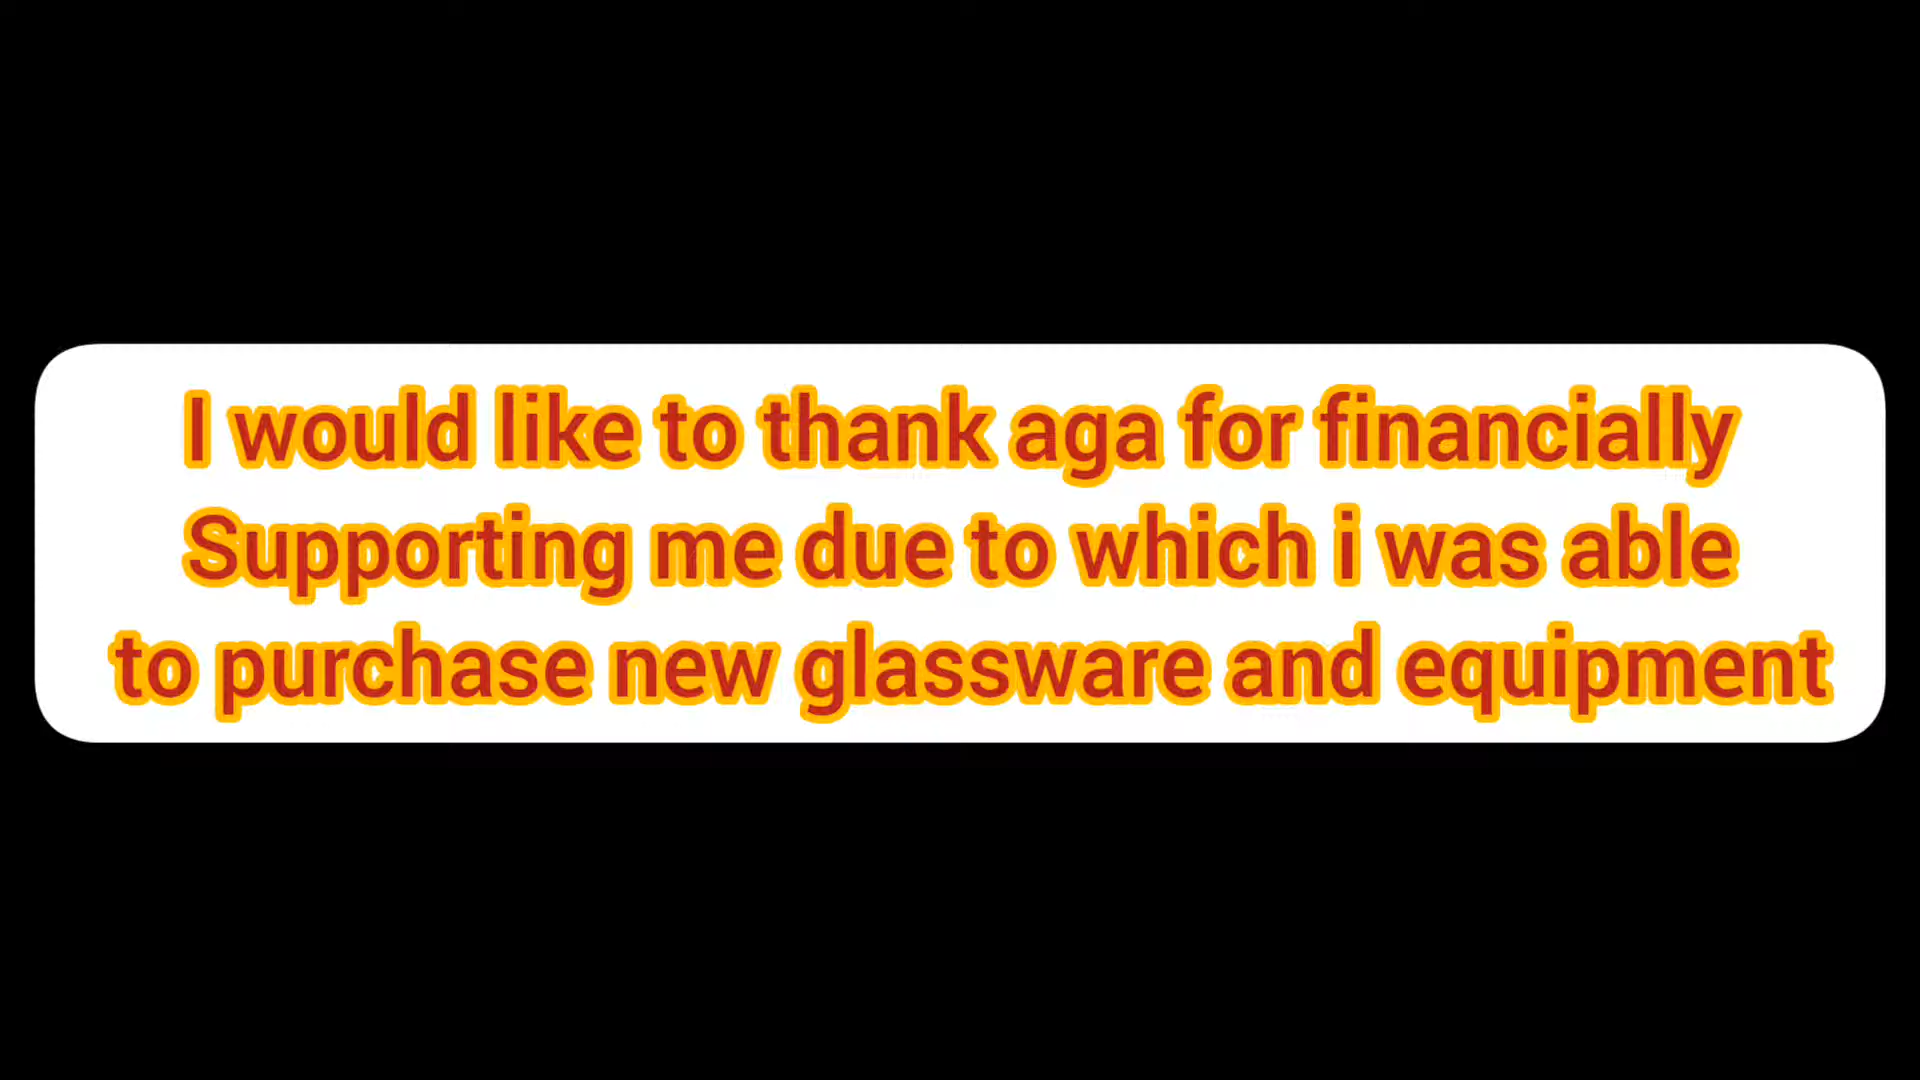 I would like to thank aga for financially
Supporting me due to which i was able
to purchase new glassware and equipment